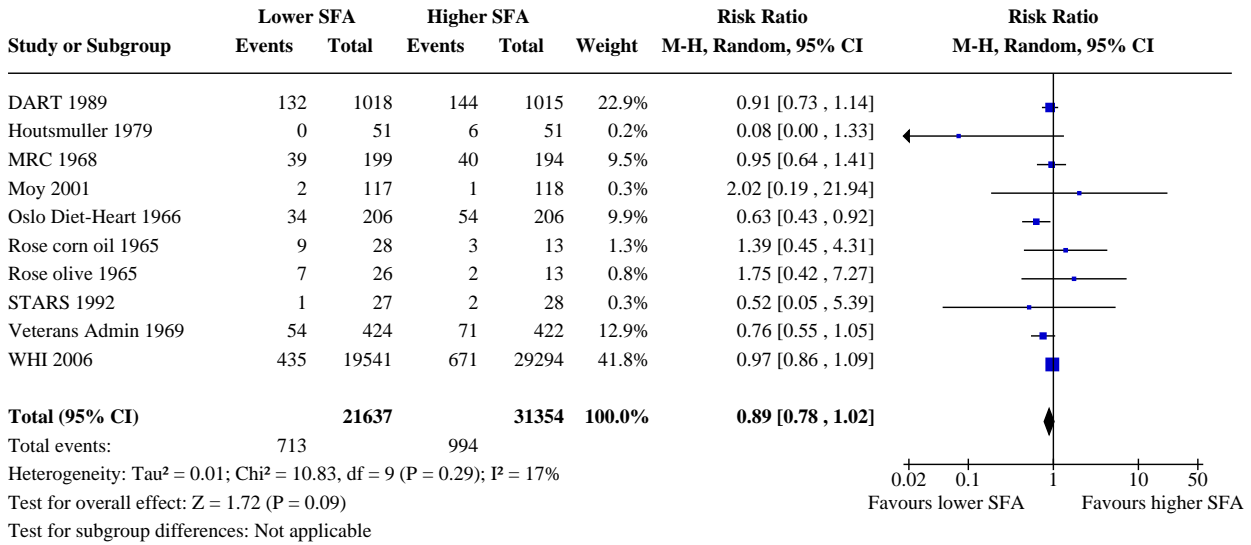 Lower SFA Higher SFA Risk Ratio Risk Ratio
Study or Subgroup Events Total Events Total Weight M-H, Random, 95% CI M-H, Random, 95% CI
DART 1989 132 1018 144 1015 22.9% 0.91 [0.73 , 1.14]
Houtsmuller 1979 0 51 6 51 0.2% 0.08 [0.00 , 1.33]
MRC 1968 39 199 40 194 9.5% 0.95 [0.64 , 1.41]
Moy 2001 2 117 1 118 0.3% 2.02 [0.19 , 21.94]
Oslo Diet-Heart 1966 34 206 54 206 9.9% 0.63 [0.43 , 0.92]
Rose corn oil 1965 9 28 3 13 1.3% 1.39 [0.45 , 4.31]
Rose olive 1965 7 26 2 13 0.8% 1.75 [0.42 , 7.27]
STARS 1992 1 27 2 28 0.3% 0.52 [0.05 , 5.39]
Veterans Admin 1969 54 424 71 422 12.9% 0.76 [0.55 , 1.05]
WHI 2006 435 19541 671 29294 41.8% 0.97 [0.86 , 1.09]
Total (95% CI) 21637 31354 100.0% 0.89 [0.78 , 1.02]
Total events: 713 994
Heterogeneity: Tau² = 0.01; Chi² = 10.83, df = 9 (P = 0.29); I² = 17%
0.02 0.1 1 10 50
Test for overall effect: Z = 1.72 (P = 0.09)
Favours lower SFA Favours higher SFA
Test for subgroup differences: Not applicable